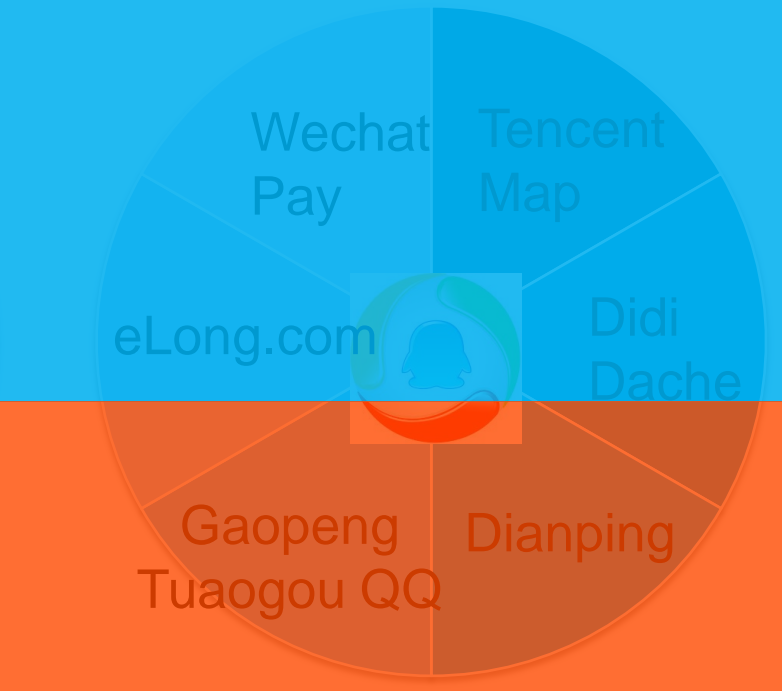 Wechat
Pay
Tencent
Map
eLong.com
Didi
Dache
Gaopeng
Tuaogou QQ
Dianping